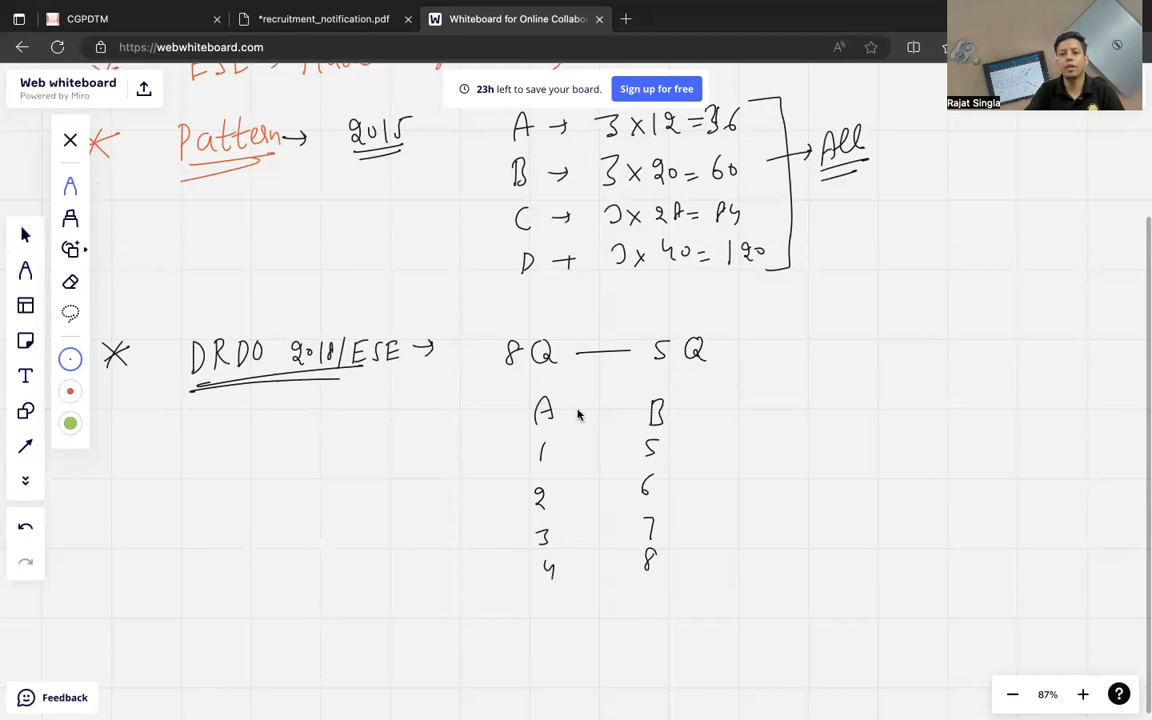 CGPDTM
*recruitment_notification.pdf
Whiteboard for Online Collabo
https://webwhiteboard.com
Rajat Singla
Web whiteboard
Powered by Miro
23h left to save your board.
Sign up for free
* Pattern → 2015
A → 3 x 12 = 36
B → 3 x 20 = 60
C → 3 x 28 = 84
D → 3 x 40 = 120
→ All
* DRDO 2018/ESE → 8 Q — 5 Q
A B
1 5
2 6
3 7
4 8
Feedback
87%